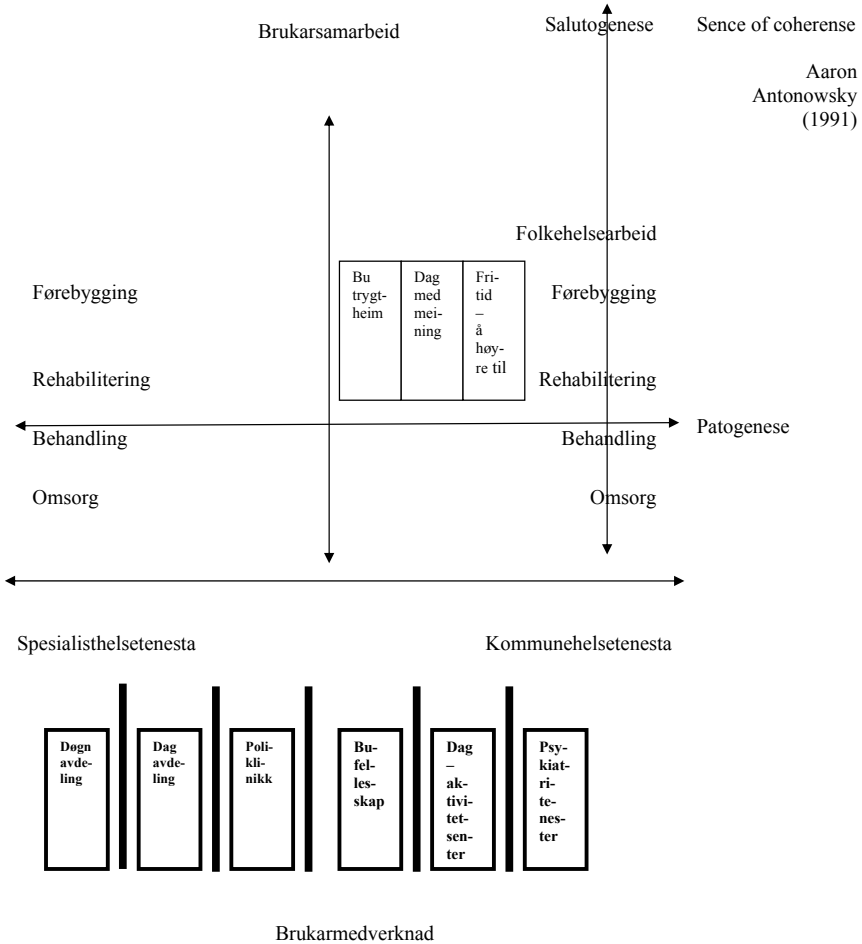 Brukarsamarbeid
Salutogenese
Sence of coherense
Aaron
Antonowsky
(1991)
Folkehelsearbeid
Bu
trygt-
heim
Dag
med
mei-
ning
Fri-
tid
–
å
høy-
re til
Førebygging
Førebygging
Rehabilitering
Rehabilitering
Patogenese
Behandling
Behandling
Omsorg
Omsorg
Spesialisthelsetenesta
Kommunehelsetenesta
Døgn
avde-
ling
Dag
avde-
ling
Poli-
kli-
nikk
Bu-
fel-
les-
skap
Dag
–
ak-
tivi-
tet-
sen-
ter
Psy-
kiat-
ri-
te-
nes-
ter
Brukarmedverknad